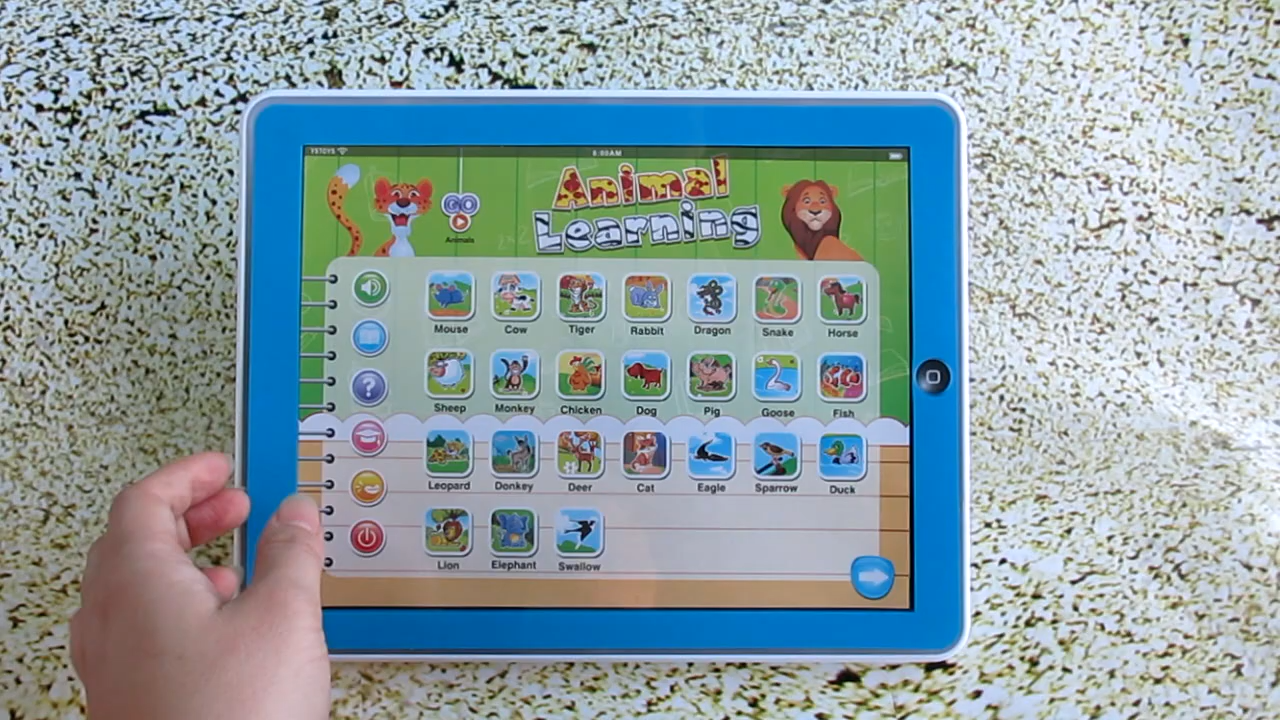 YSTOYS
8:00AM
GO
Animals
Animal
Learning
Mouse Cow Tiger Rabbit Dragon Snake Horse
Sheep Monkey Chicken Dog Pig Goose Fish
?
Leopard Donkey Deer Cat Eagle Sparrow Duck
Lion Elephant Swallow